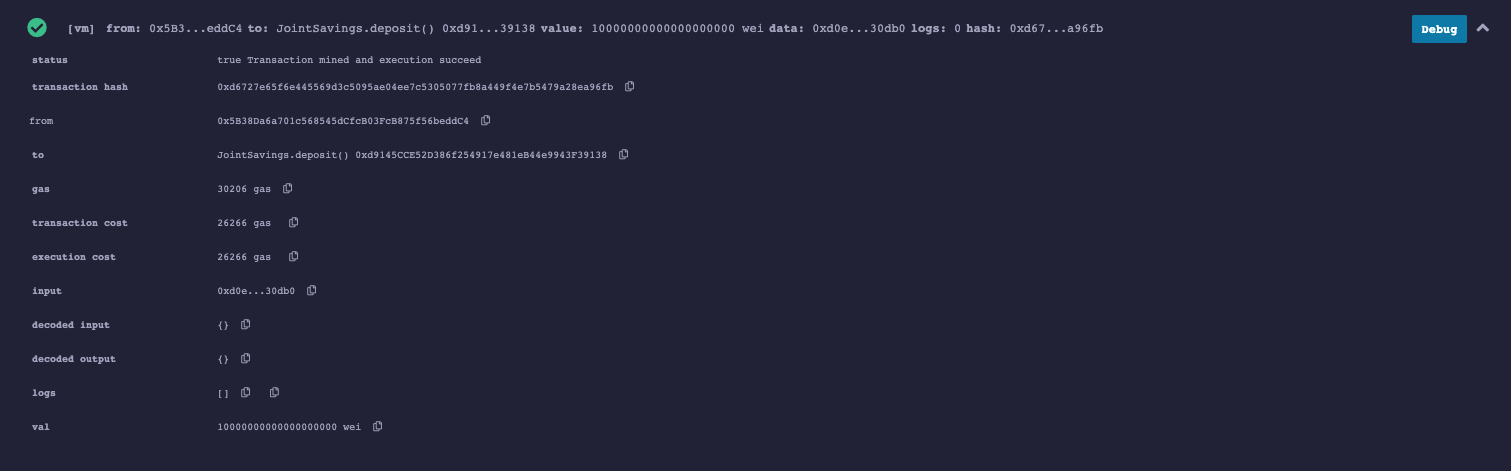 [vm] from: 0x5B3...eddC4 to: JointSavings.deposit() 0xd91...39138 value: 10000000000000000000 wei data: 0xd0e...30db0 logs: 0 hash: 0xd67...a96fb Debug
status true Transaction mined and execution succeed
transaction hash 0xd6727e65f6e445569d3c5095ae04ee7c5305077fb8a449f4e7b5479a28ea96fb
from 0x5B38Da6a701c568545dCfcB03FcB875f56beddC4
to JointSavings.deposit() 0xd9145CCE52D386f254917e481eB44e9943F39138
gas 30206 gas
transaction cost 26266 gas
execution cost 26266 gas
input 0xd0e...30db0
decoded input {}
decoded output {}
logs []
val 10000000000000000000 wei